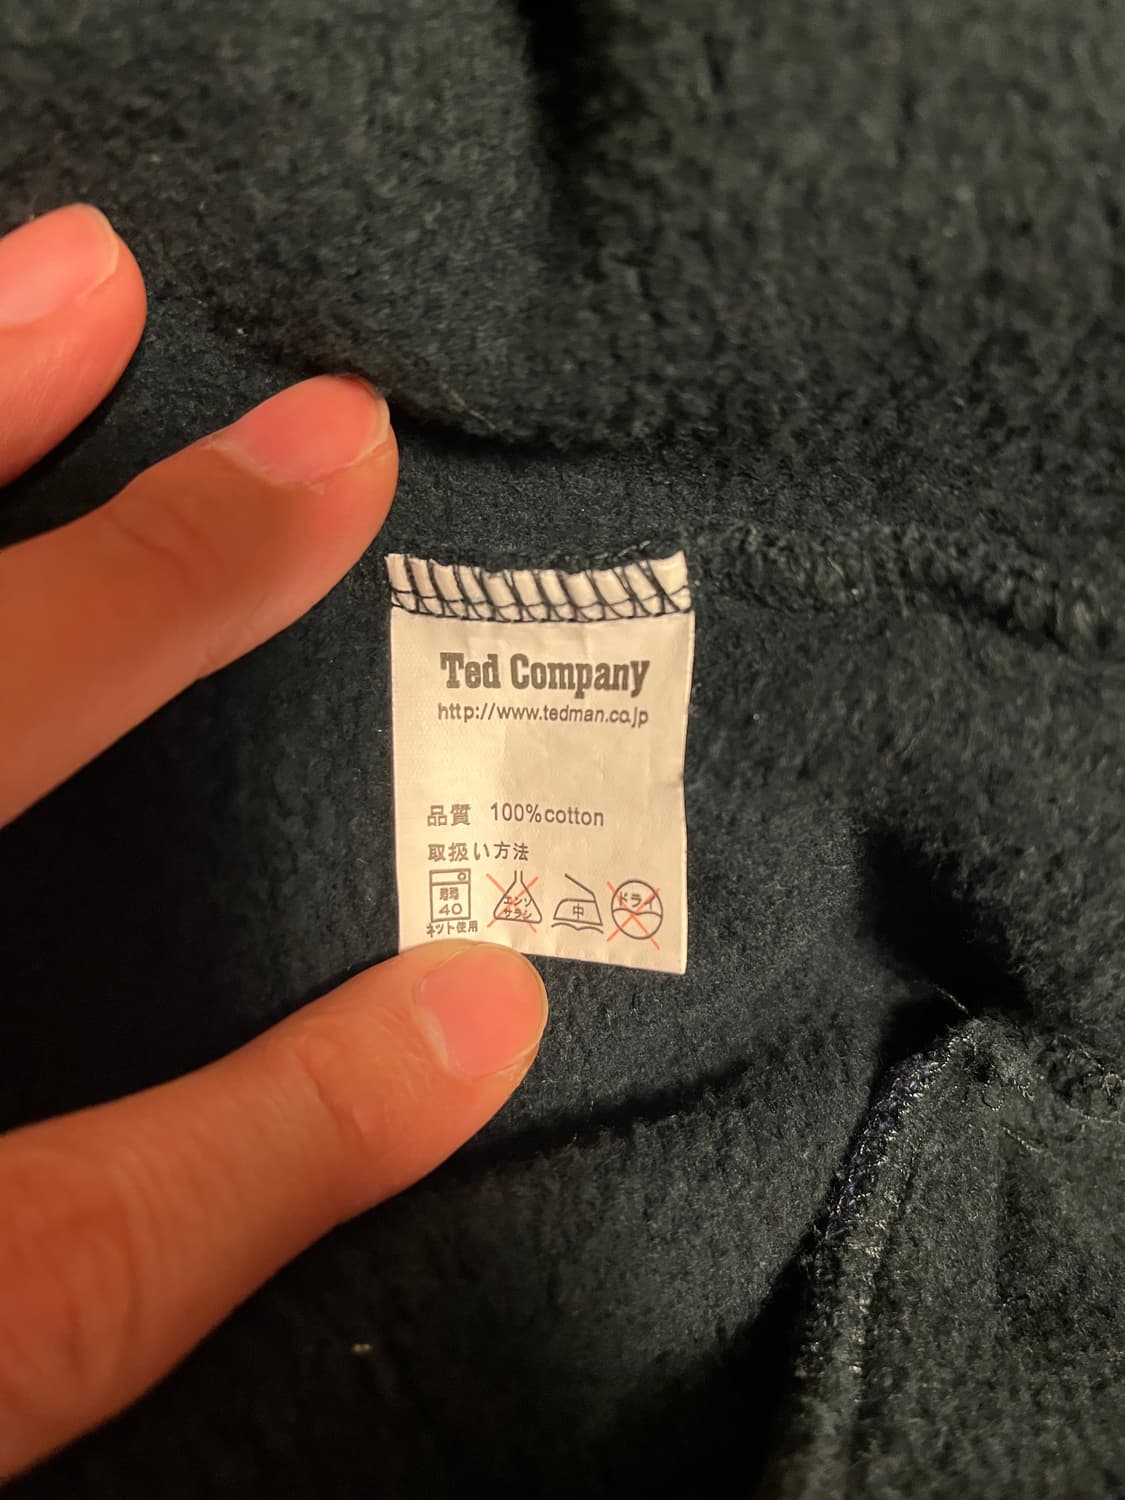 Ted Company
http://www.tedman.co.jp
品質 100%cotton
取扱い方法
弱 40 ネット使用
エンソ サラシ
中
ドライ